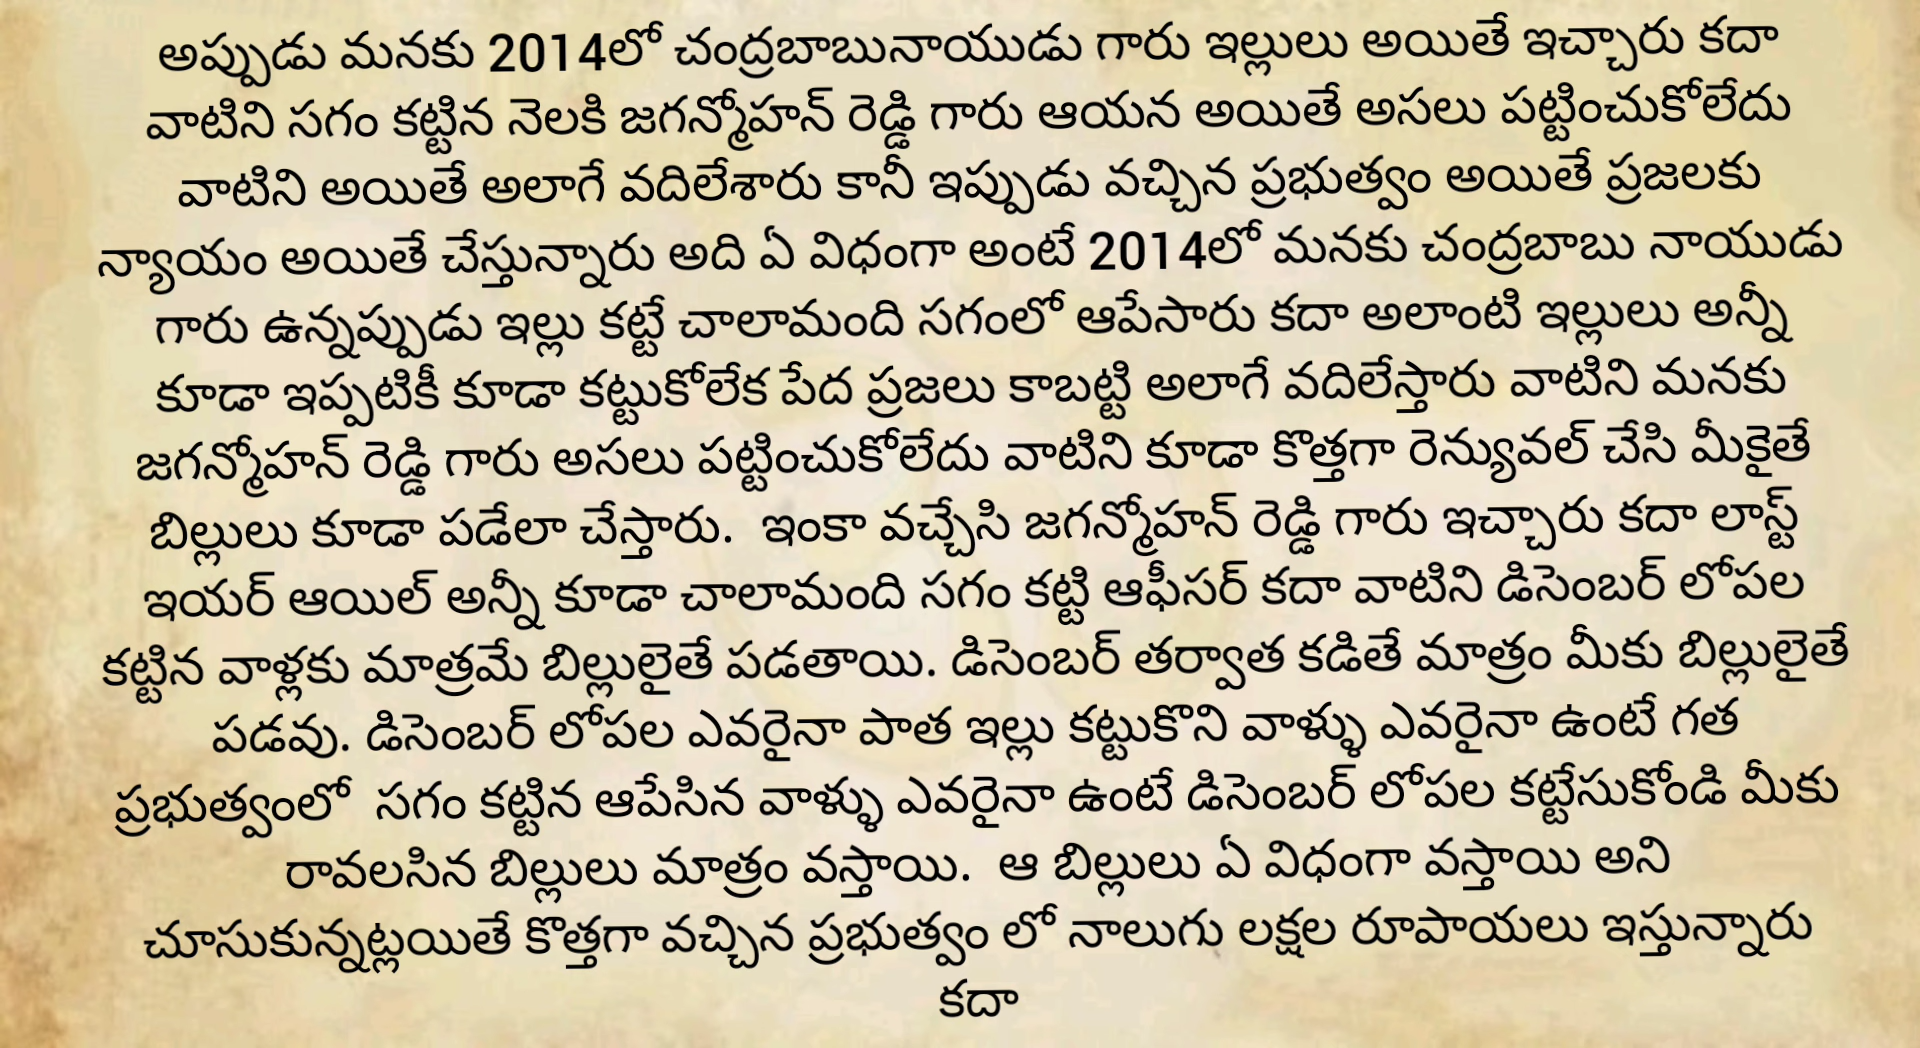 అప్పుడు మనకు 2014లో చంద్రబాబునాయుడు గారు ఇల్లులు అయితే ఇచ్చారు కదా
వాటిని సగం కట్టిన నెలకి జగన్మోహన్ రెడ్డి గారు ఆయన అయితే అసలు పట్టించుకోలేదు
వాటిని అయితే అలాగే వదిలేశారు కానీ ఇప్పుడు వచ్చిన ప్రభుత్వం అయితే ప్రజలకు
న్యాయం అయితే చేస్తున్నారు అది ఏ విధంగా అంటే 2014లో మనకు చంద్రబాబు నాయుడు
గారు ఉన్నప్పుడు ఇల్లు కట్టే చాలామంది సగంలో ఆపేసారు కదా అలాంటి ఇల్లులు అన్నీ
కూడా ఇప్పటికీ కూడా కట్టుకోలేక పేద ప్రజలు కాబట్టి అలాగే వదిలేస్తారు వాటిని మనకు
జగన్మోహన్ రెడ్డి గారు అసలు పట్టించుకోలేదు వాటిని కూడా కొత్తగా రెన్యువల్ చేసి మీకైతే
బిల్లులు కూడా పడేలా చేస్తారు.  ఇంకా వచ్చేసి జగన్మోహన్ రెడ్డి గారు ఇచ్చారు కదా లాస్ట్
ఇయర్ ఆయిల్ అన్నీ కూడా చాలామంది సగం కట్టి ఆఫీసర్ కదా వాటిని డిసెంబర్ లోపల
కట్టిన వాళ్లకు మాత్రమే బిల్లులైతే పడతాయి. డిసెంబర్ తర్వాత కడితే మాత్రం మీకు బిల్లులైతే
పడవు. డిసెంబర్ లోపల ఎవరైనా పాత ఇల్లు కట్టుకొని వాళ్ళు ఎవరైనా ఉంటే గత
ప్రభుత్వంలో  సగం కట్టిన ఆపేసిన వాళ్ళు ఎవరైనా ఉంటే డిసెంబర్ లోపల కట్టేసుకోండి మీకు
రావలసిన బిల్లులు మాత్రం వస్తాయి.  ఆ బిల్లులు ఏ విధంగా వస్తాయి అని
చూసుకున్నట్లయితే కొత్తగా వచ్చిన ప్రభుత్వం లో నాలుగు లక్షల రూపాయలు ఇస్తున్నారు
కదా